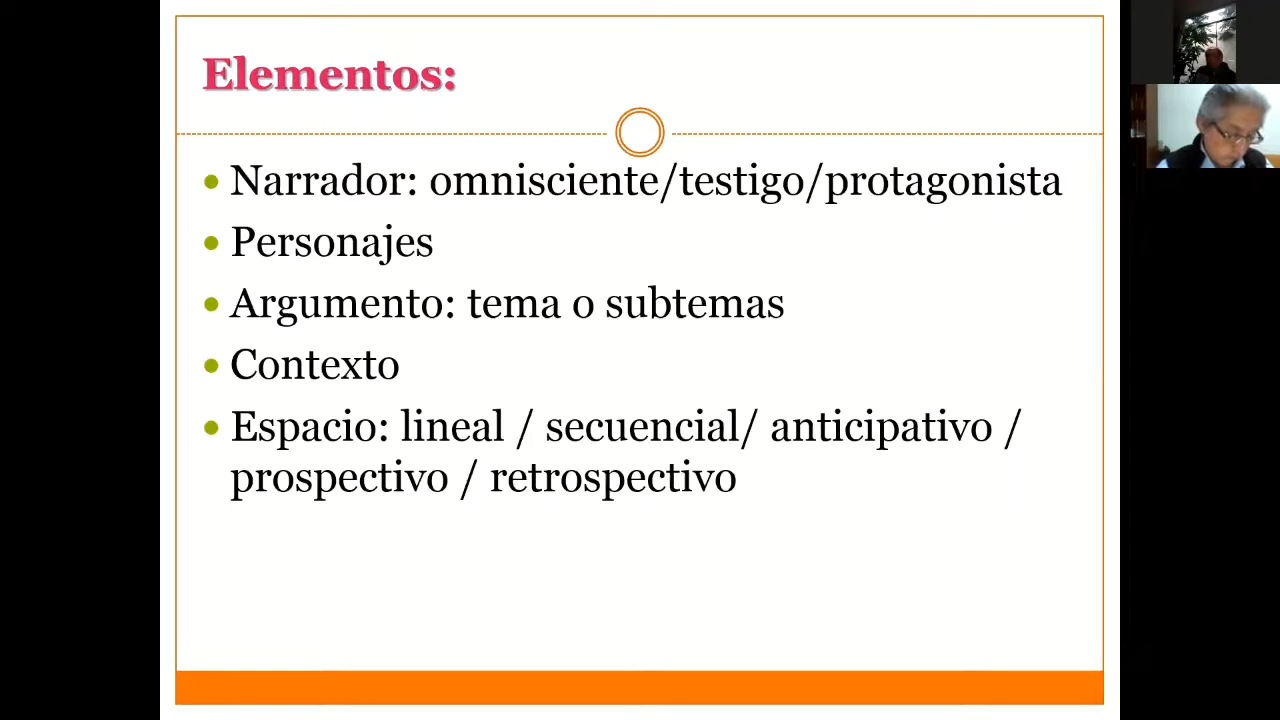 Elementos:
Narrador: omnisciente/testigo/protagonista
Personajes
Argumento: tema o subtemas
Contexto
Espacio: lineal / secuencial/ anticipativo /
prospectivo / retrospectivo